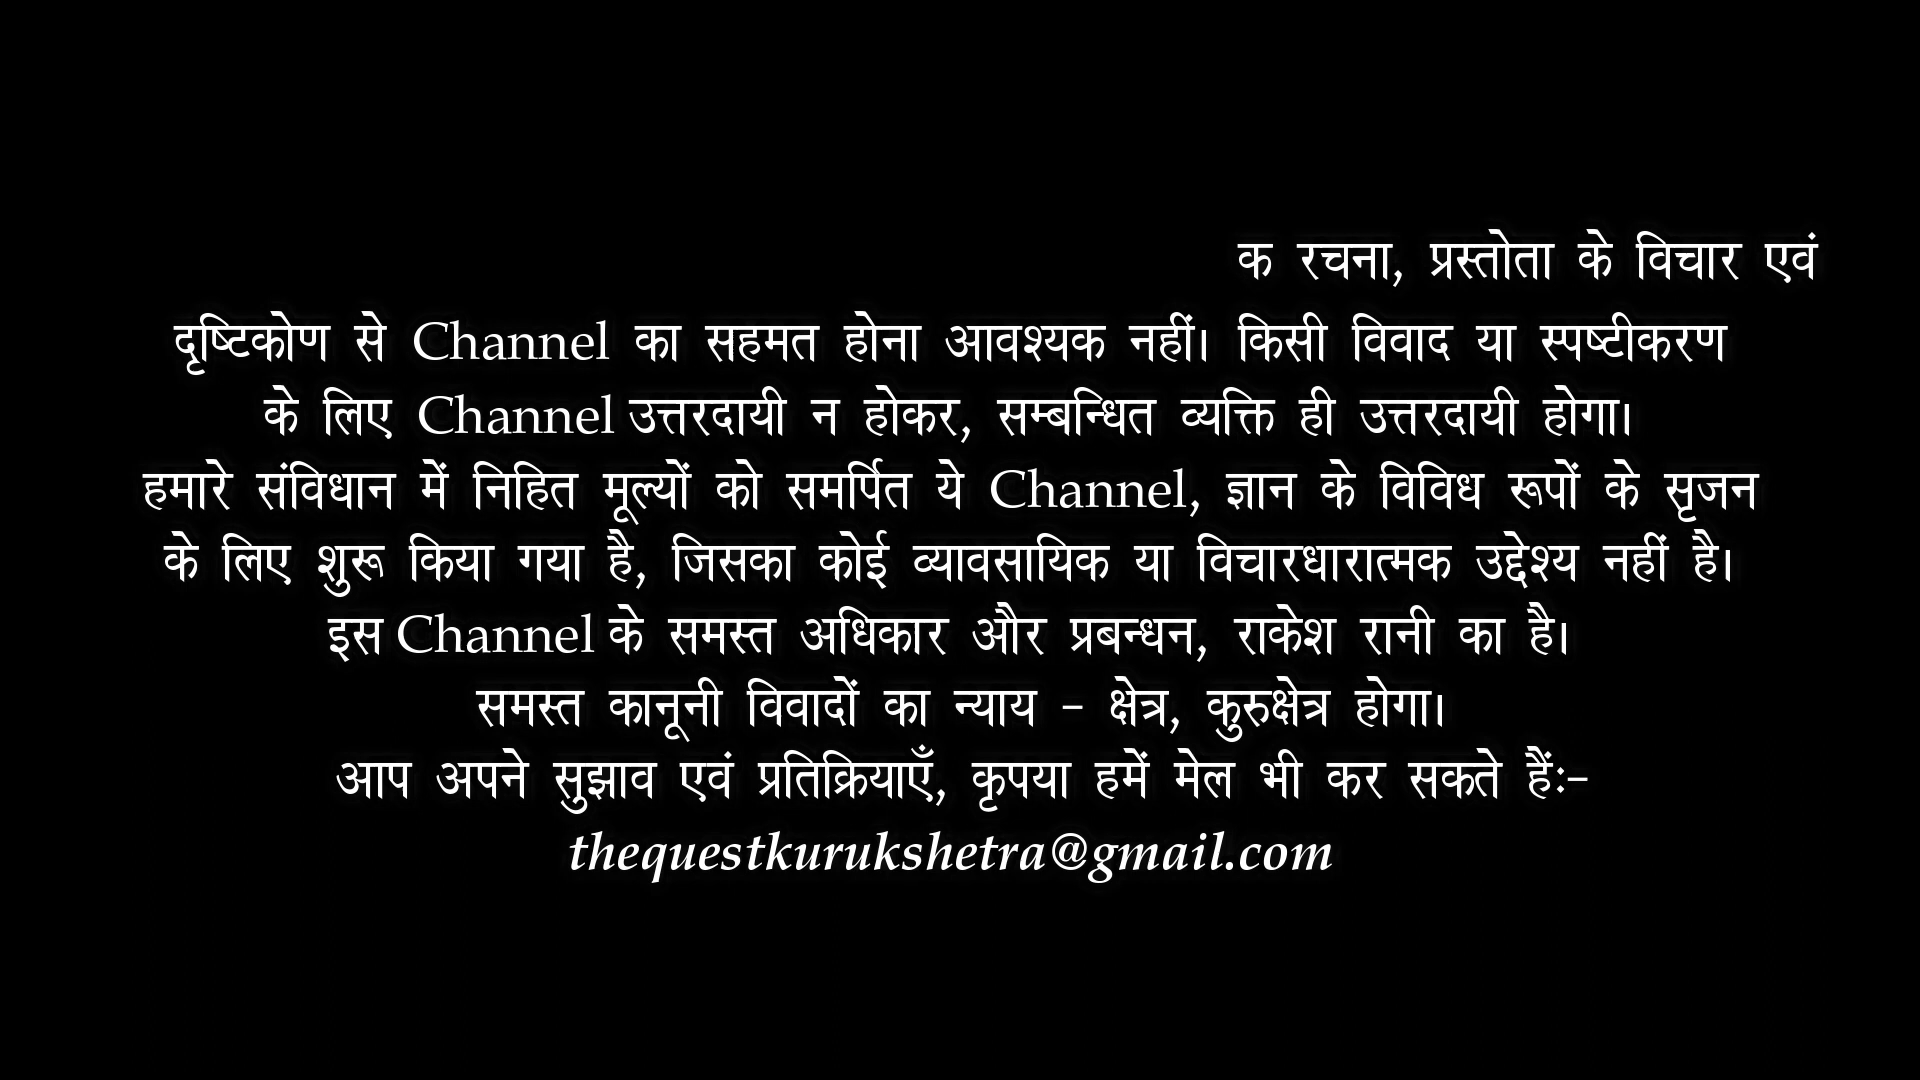 क रचना, प्रस्तोता के विचार एवं
दृष्टिकोण से Channel का सहमत होना आवश्यक नहीं। किसी विवाद या स्पष्टीकरण
के लिए Channel उत्तरदायी न होकर, सम्बन्धित व्यक्ति ही उत्तरदायी होगा।
हमारे संविधान में निहित मूल्यों को समर्पित ये Channel, ज्ञान के विविध रूपों के सृजन
के लिए शुरू किया गया है, जिसका कोई व्यावसायिक या विचारधारात्मक उद्देश्य नहीं है।
इस Channel के समस्त अधिकार और प्रबन्धन, राकेश रानी का है।
समस्त कानूनी विवादों का न्याय - क्षेत्र, कुरुक्षेत्र होगा।
आप अपने सुझाव एवं प्रतिक्रियाएँ, कृपया हमें मेल भी कर सकते हैंः-
thequestkurukshetra@gmail.com